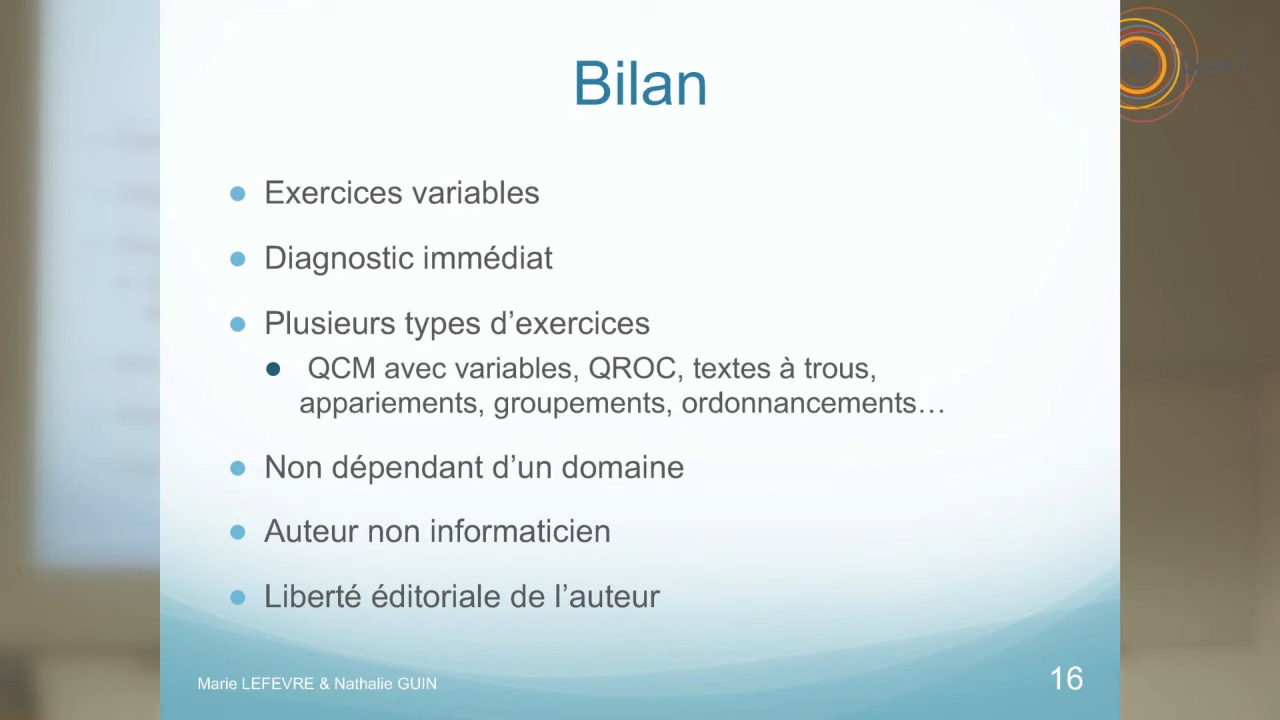 Bilan
Exercices variables
Diagnostic immédiat
Plusieurs types d’exercices
QCM avec variables, QROC, textes à trous,
appariements, groupements, ordonnancements…
Non dépendant d’un domaine
Auteur non informaticien
Liberté éditoriale de l’auteur
Marie LEFEVRE & Nathalie GUIN
16